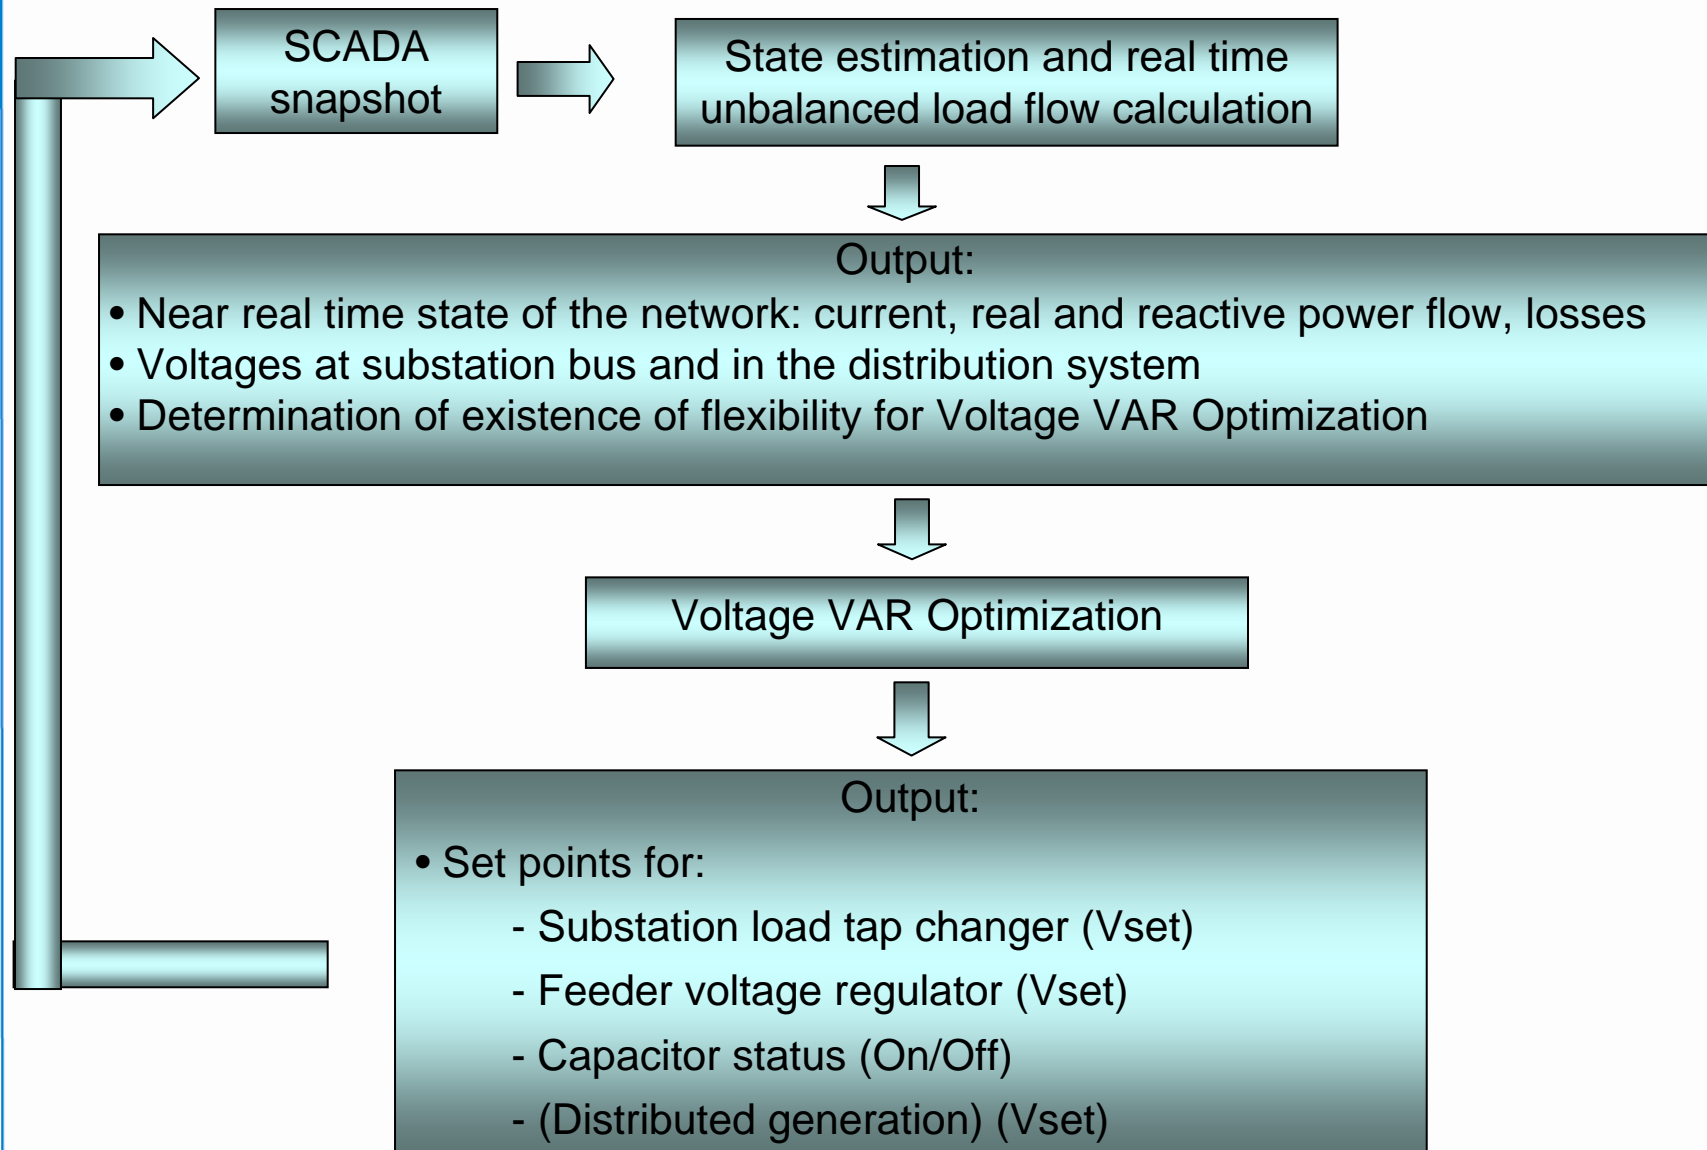 SCADA
snapshot
State estimation and real time
unbalanced load flow calculation
Output:
• Near real time state of the network: current, real and reactive power flow, losses
• Voltages at substation bus and in the distribution system
• Determination of existence of flexibility for Voltage VAR Optimization
Voltage VAR Optimization
Output:
• Set points for:
- Substation load tap changer (Vset)
- Feeder voltage regulator (Vset)
- Capacitor status (On/Off)
- (Distributed generation) (Vset)